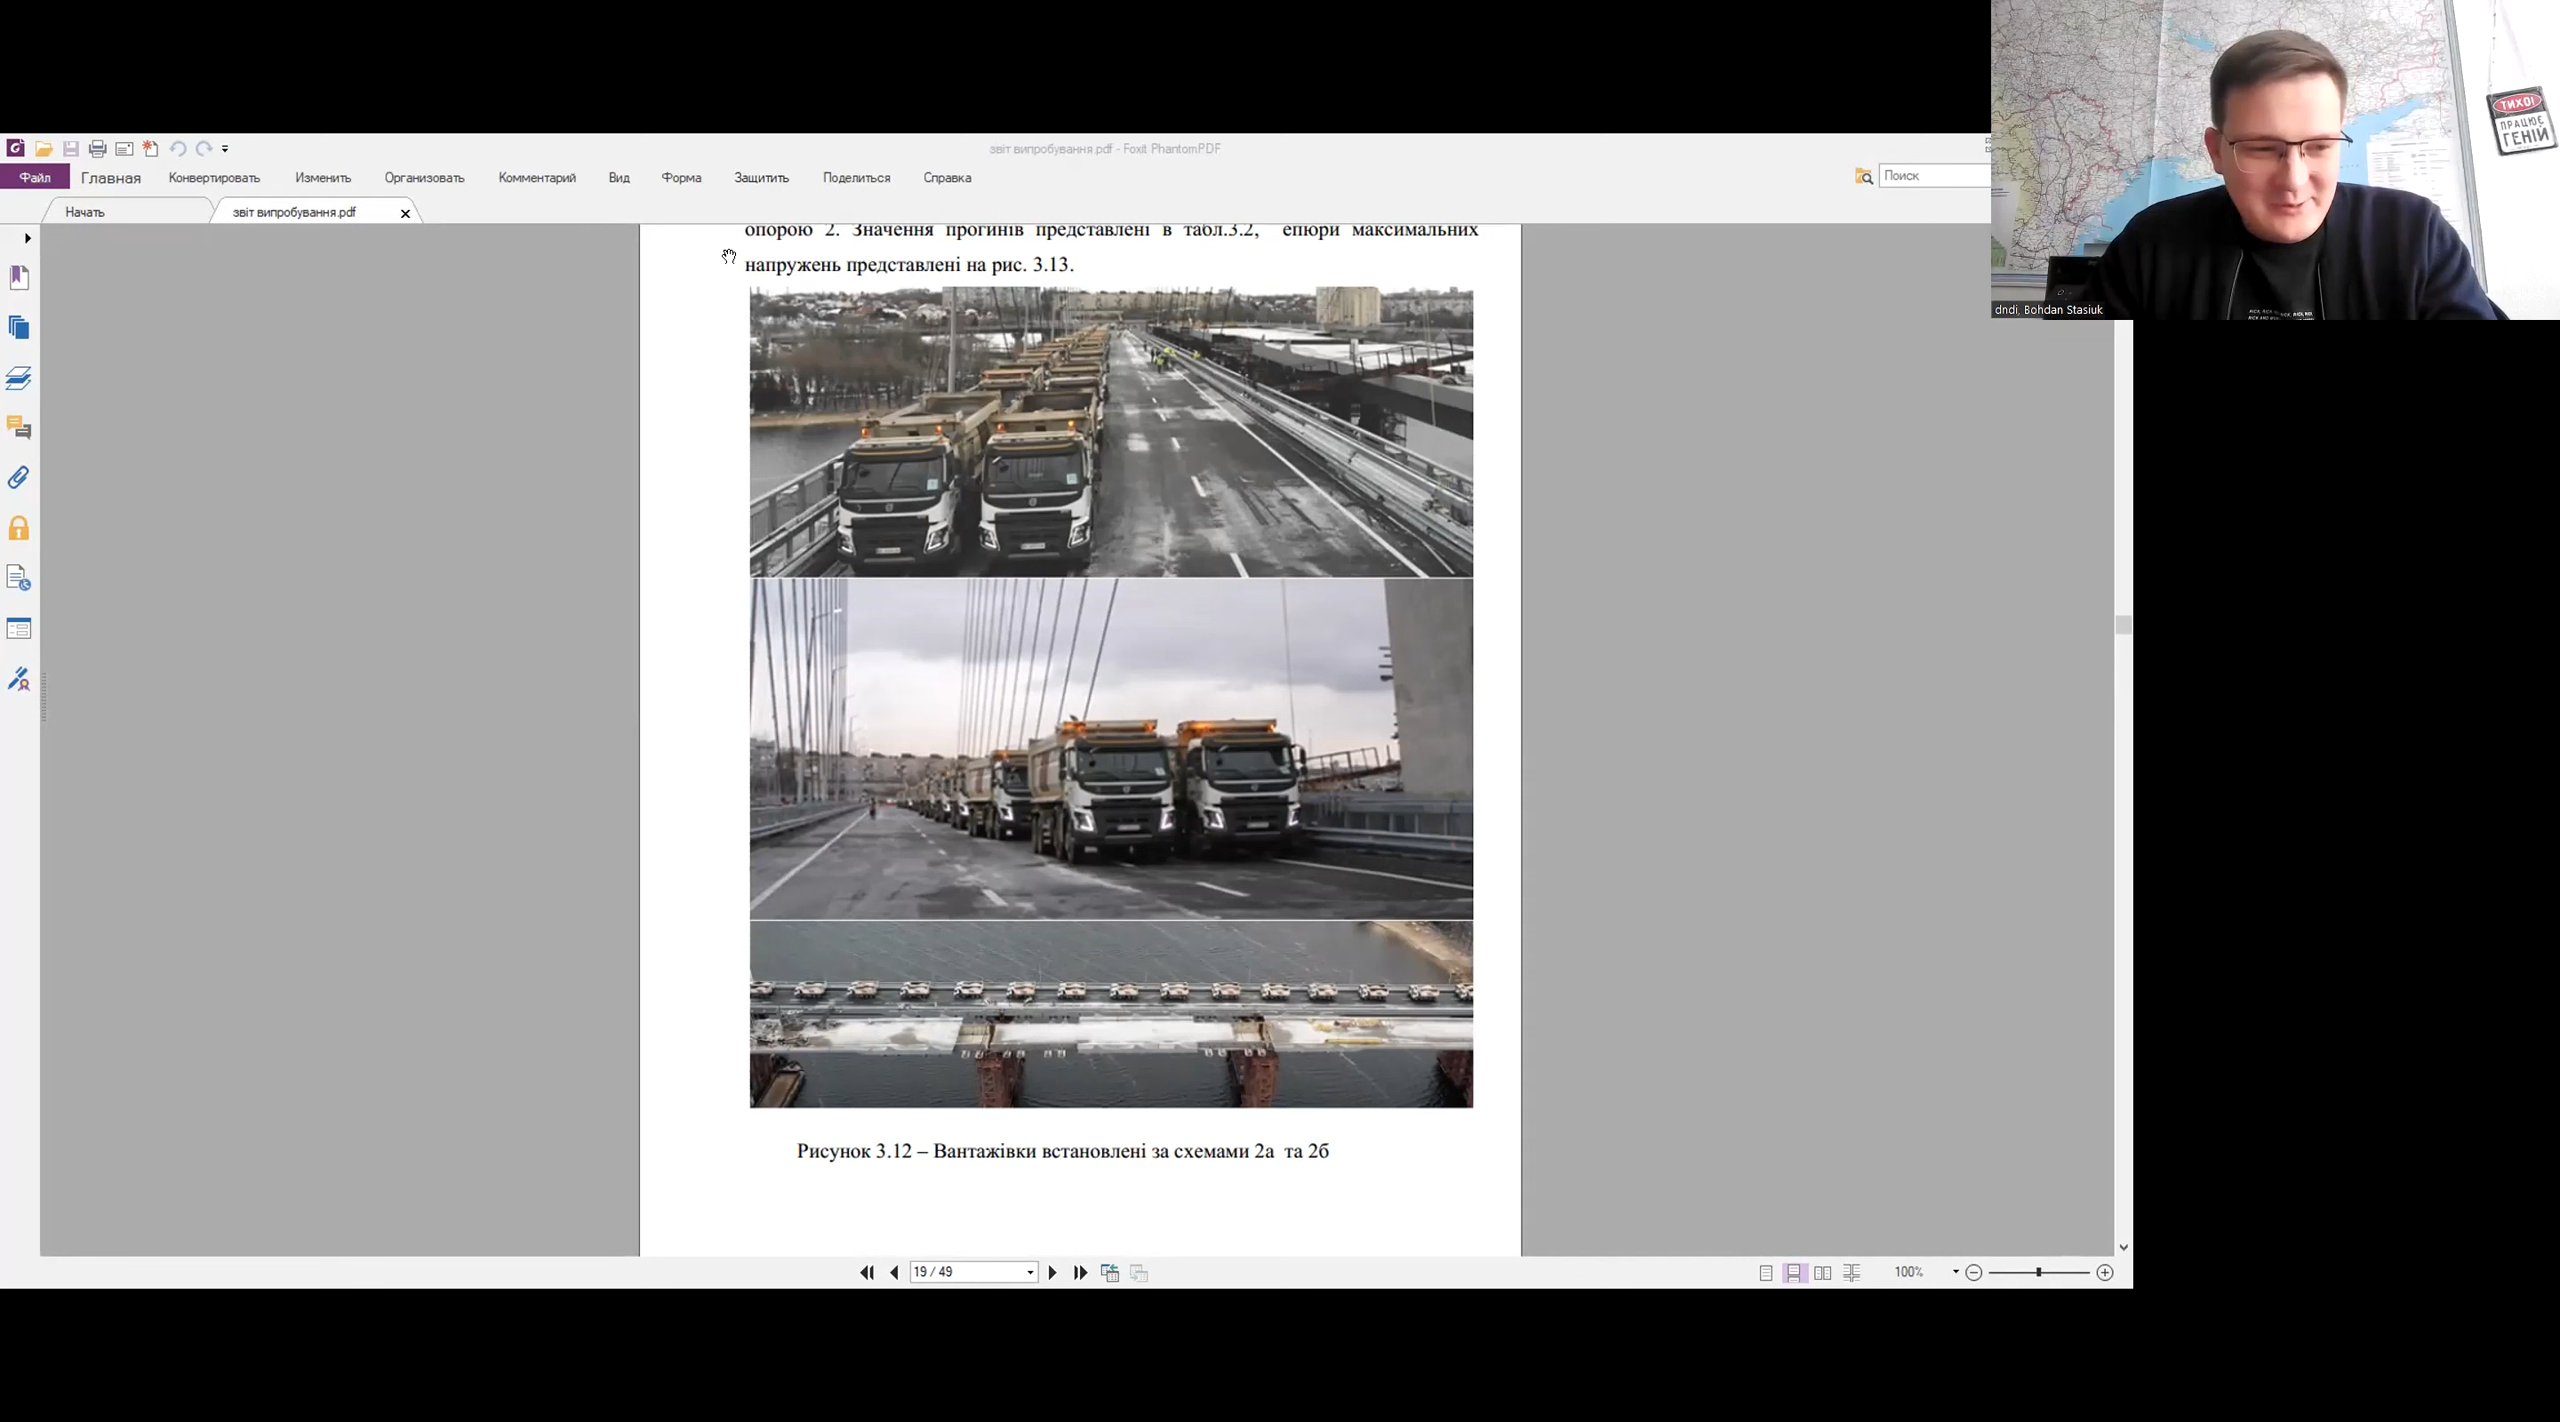 звіт випробування.pdf - Foxit PhantomPDF
Файл Главная Конвертировать Изменить Организовать Комментарий Вид Форма Защитить Поделиться Справка Поиск
Начать звіт випробування.pdf
опорою 2. Значення прогинів представлені в табл.3.2, епюри максимальних
напружень представлені на рис. 3.13.
Рисунок 3.12 – Вантажівки встановлені за схемами 2а та 2б
19 / 49
100%
ТИХО!
ПРАЦЮЄ
ГЕНІЙ
dndi, Bohdan Stasiuk